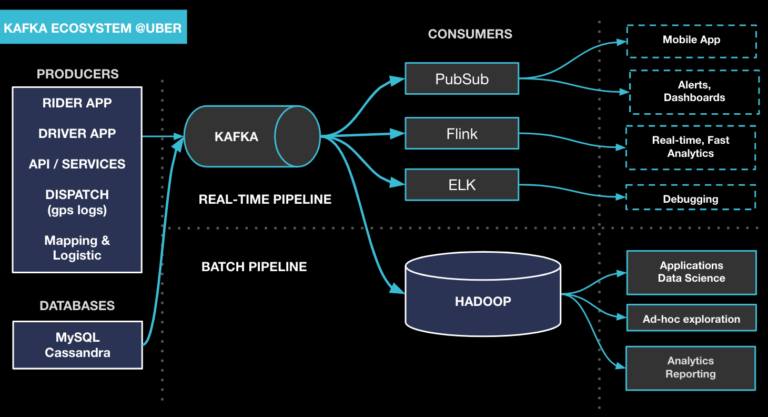 KAFKA ECOSYSTEM @UBER
PRODUCERS
RIDER APP
DRIVER APP
API / SERVICES
DISPATCH
(gps logs)
Mapping &
Logistic
DATABASES
MySQL
Cassandra
KAFKA
REAL-TIME PIPELINE
BATCH PIPELINE
CONSUMERS
PubSub
Flink
ELK
HADOOP
Mobile App
Alerts,
Dashboards
Real-time, Fast
Analytics
Debugging
Applications
Data Science
Ad-hoc exploration
Analytics
Reporting